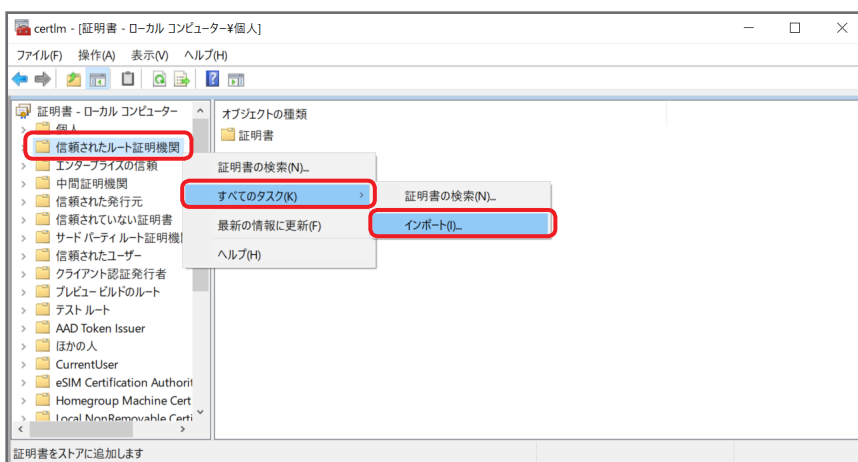 certlm - [証明書 - ローカル コンピューター¥個人]
ファイル(F) 操作(A) 表示(V) ヘルプ(H)
証明書 - ローカル コンピューター
個人
信頼されたルート証明機関
エンタープライズの信頼
中間証明機関
信頼された発行元
信頼されていない証明書
サード パーティ ルート証明機
信頼されたユーザー
クライアント認証発行者
プレビュー ビルドのルート
テスト ルート
AAD Token Issuer
ほかの人
CurrentUser
eSIM Certification Authorit
Homegroup Machine Cert
Local NonRemovable Certi
オブジェクトの種類
証明書
証明書の検索(N)...
すべてのタスク(K)
最新の情報に更新(F)
ヘルプ(H)
証明書の検索(N)...
インポート(I)...
証明書をストアに追加します